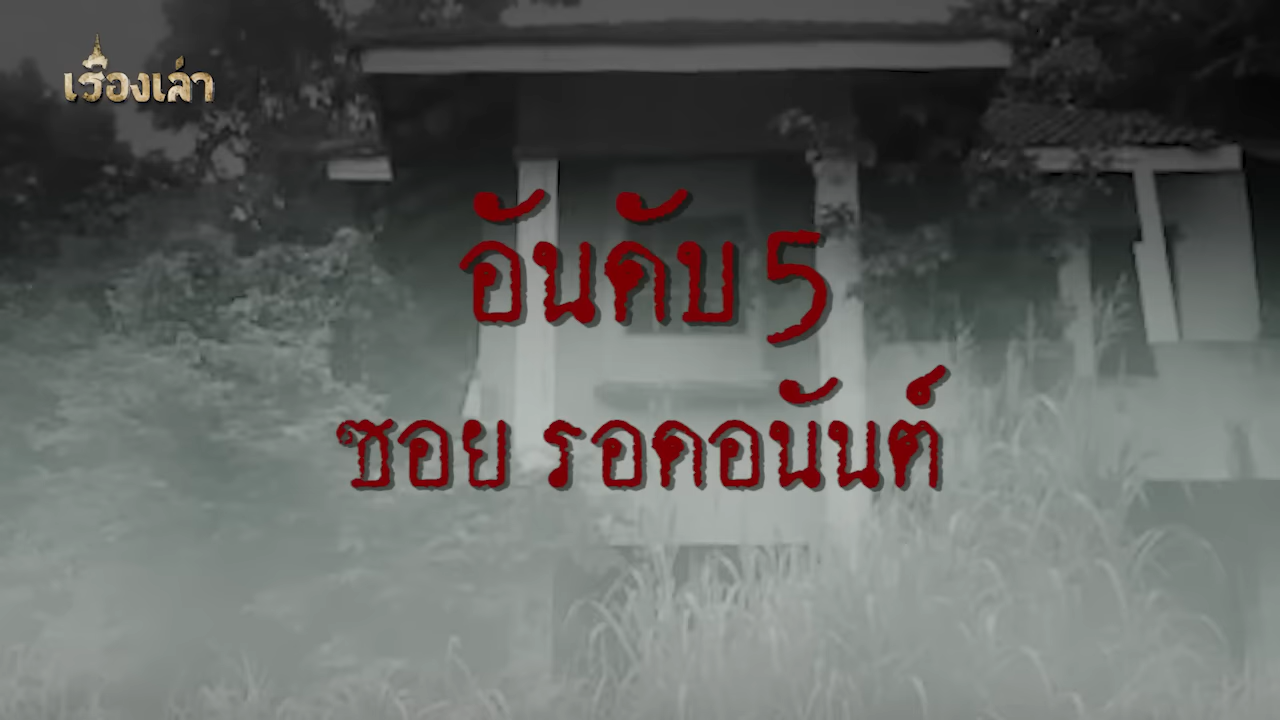 เรื่องเล่า
อันดับ 5
ซอย รอดอนันต์